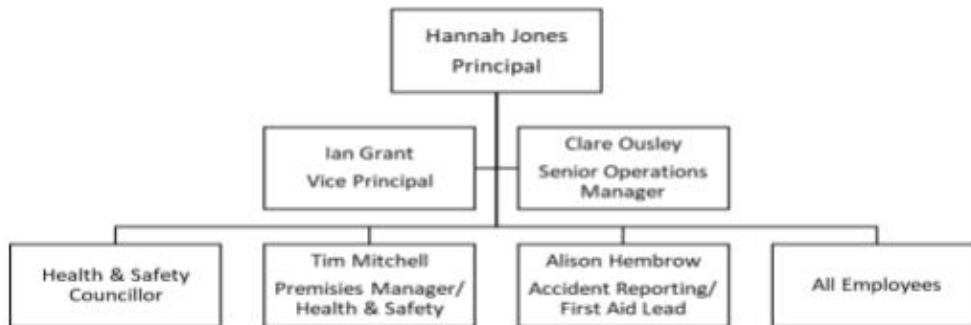 Hannah Jones
Principal
Ian Grant
Vice Principal
Clare Ousley
Senior Operations
Manager
Health & Safety
Councillor
Tim Mitchell
Premisies Manager/
Health & Safety
Alison Hembrow
Accident Reporting/
First Aid Lead
All Employees